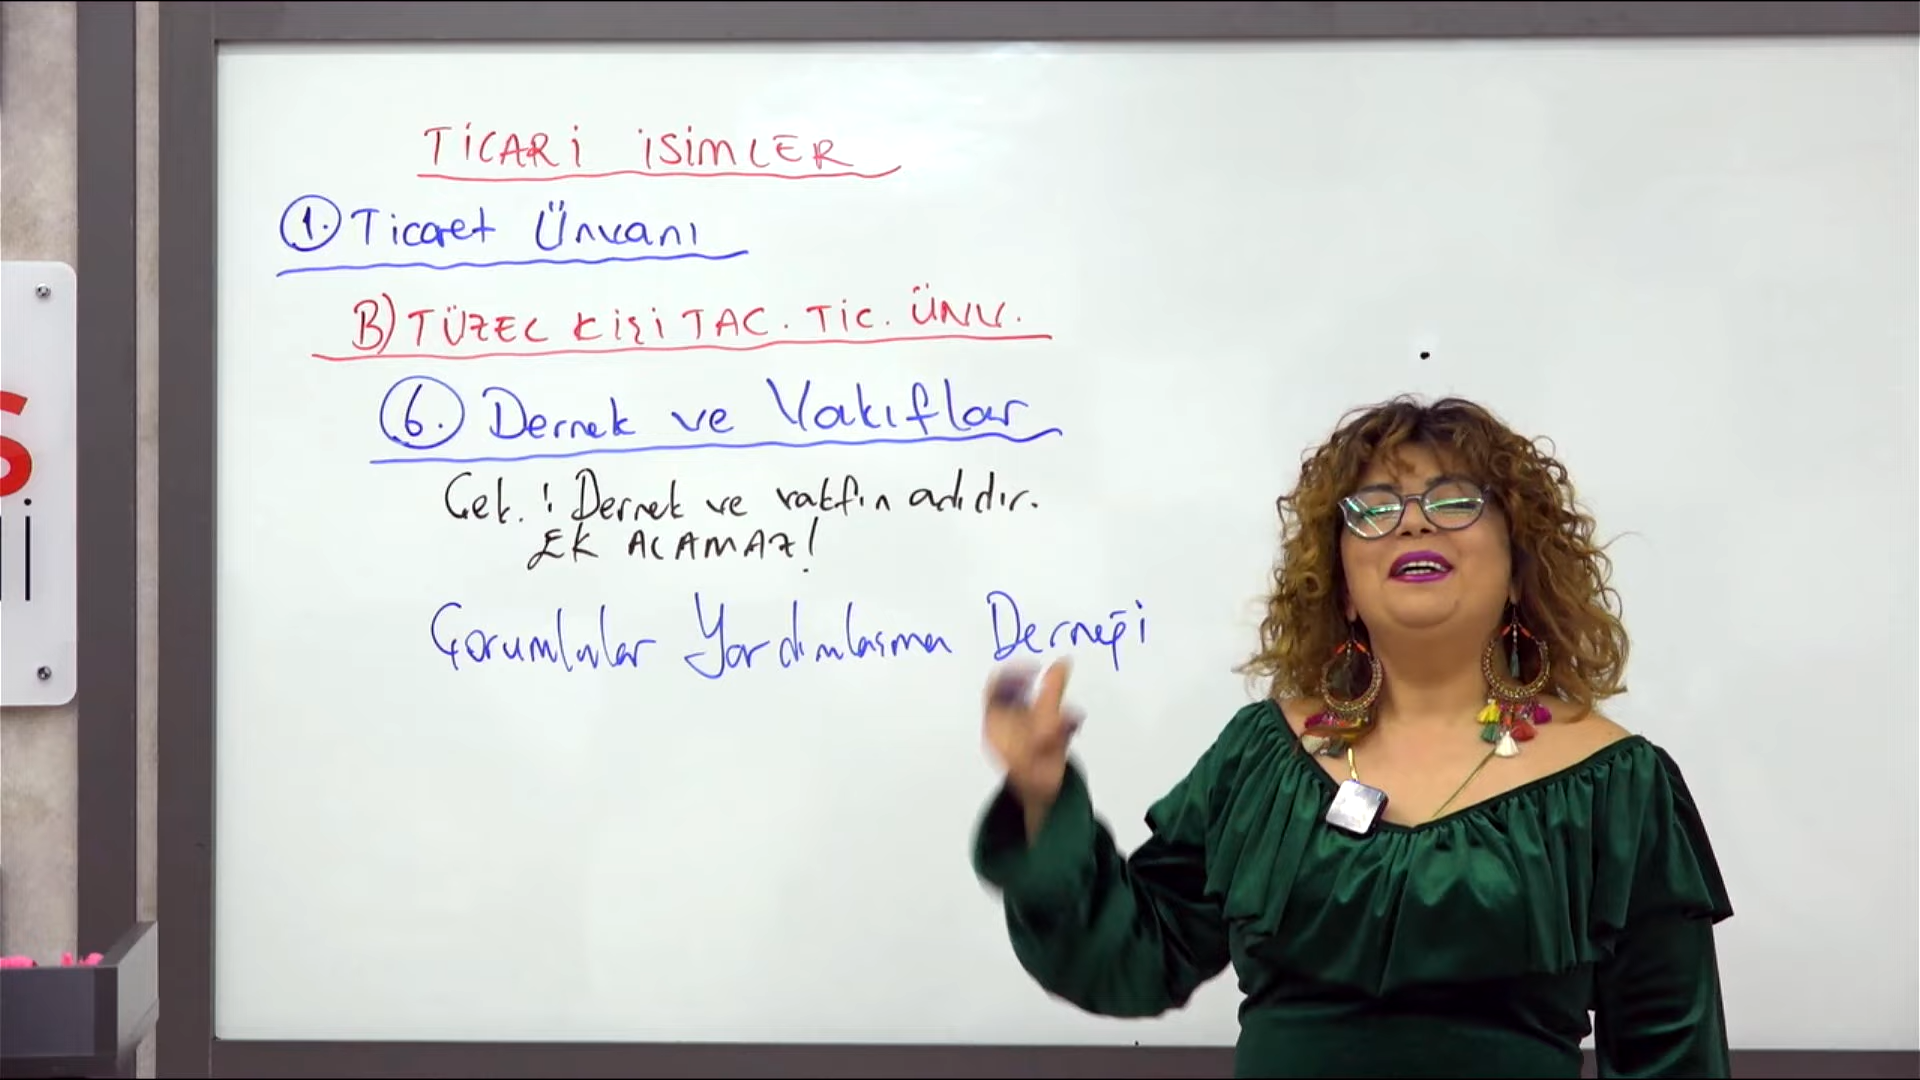 TİCARİ İSİMLER
1. Ticaret Ünvanı
B) TÜZEL KİŞİ TAC. TİC. ÜNV.
6. Dernek ve Vakıflar
Çek. ! Dernek ve vakfın adıdır.
EK ALAMAZ!
Çorumlular Yardımlaşma Derneği